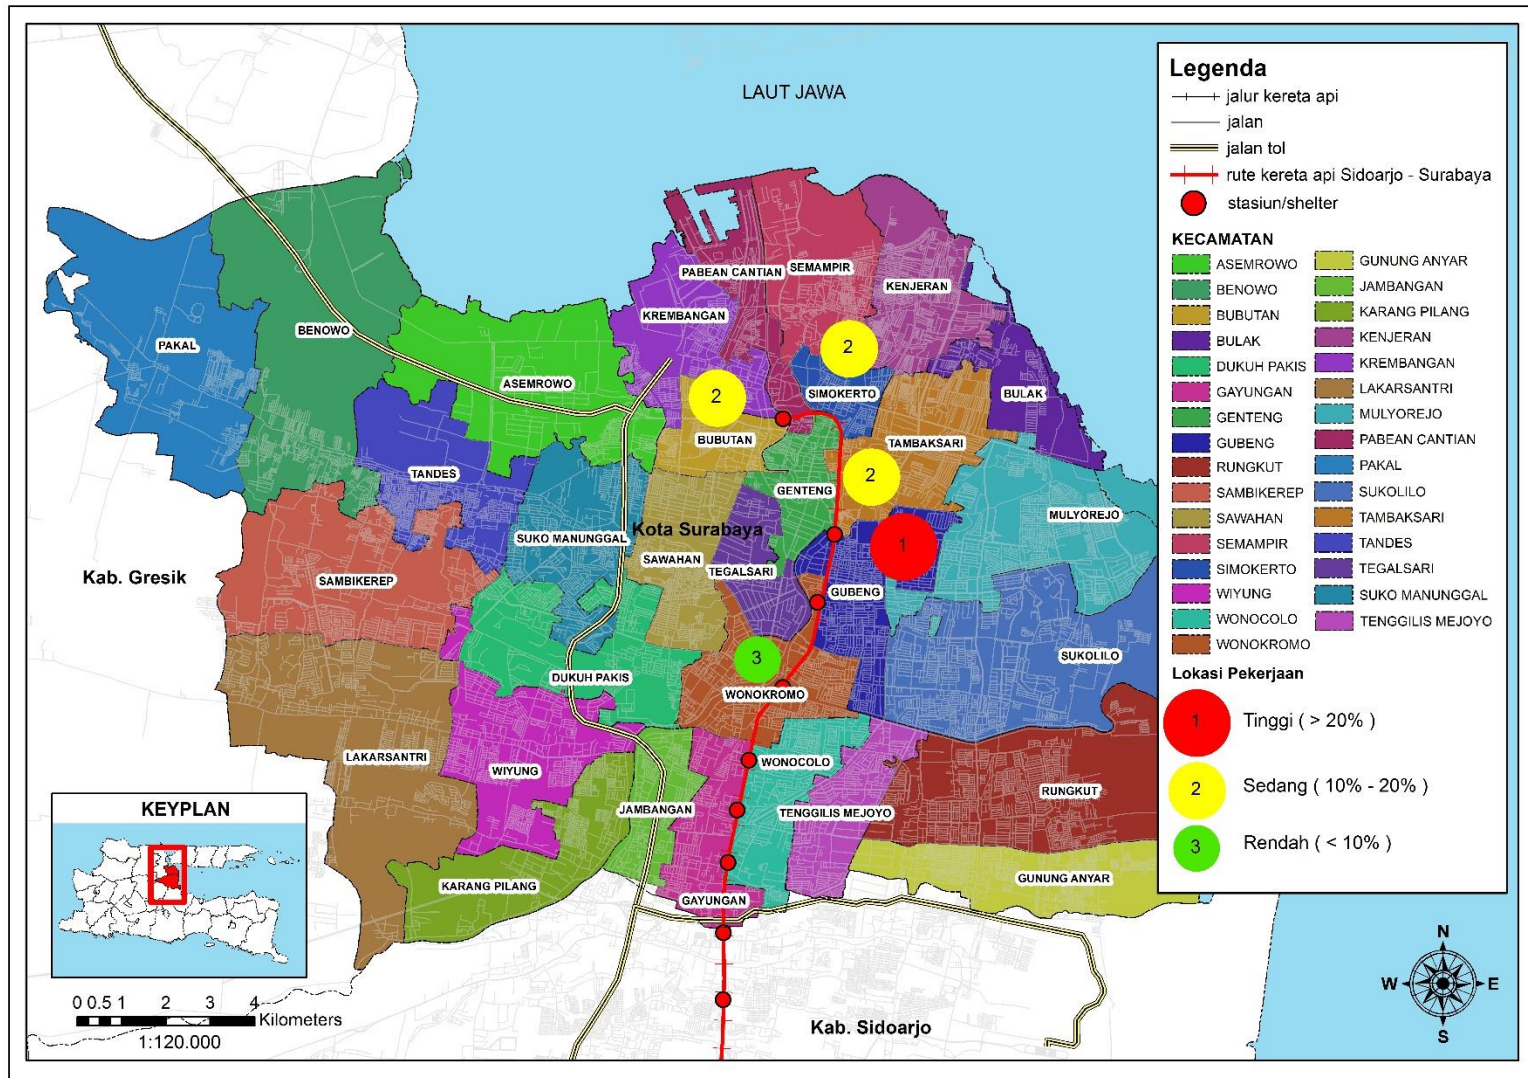 LAUT JAWA
PABEAN CANTIAN
SEMAMPIR
KENJERAN
KREMBANGAN
PAKAL
BENOWO
ASEMROWO
2
SIMOKERTO
BULAK
2
BUBUTAN
TAMBAKSARI
TANDES
2
GENTENG
MULYOREJO
Kota Surabaya
SUKO MANUNGGAL
1
SAWAHAN
TEGALSARI
Kab. Gresik
SAMBIKEREP
GUBENG
3
SUKOLILO
DUKUH PAKIS
WONOKROMO
LAKARSANTRI
WIYUNG
WONOCOLO
JAMBANGAN
TENGGILIS MEJOYO
RUNGKUT
KARANG PILANG
GAYUNGAN
GUNUNG ANYAR
Kab. Sidoarjo
Legenda
jalur kereta api
jalan
jalan tol
rute kereta api Sidoarjo - Surabaya
stasiun/shelter
KECAMATAN
ASEMROWO
BENOWO
BUBUTAN
BULAK
DUKUH PAKIS
GAYUNGAN
GENTENG
GUBENG
RUNGKUT
SAMBIKEREP
SAWAHAN
SEMAMPIR
SIMOKERTO
WIYUNG
WONOCOLO
WONOKROMO
GUNUNG ANYAR
JAMBANGAN
KARANG PILANG
KENJERAN
KREMBANGAN
LAKARSANTRI
MULYOREJO
PABEAN CANTIAN
PAKAL
SUKOLILO
TAMBAKSARI
TANDES
TEGALSARI
SUKO MANUNGGAL
TENGGILIS MEJOYO
Lokasi Pekerjaan
1 Tinggi ( > 20% )
2 Sedang ( 10% - 20% )
3 Rendah ( < 10% )
KEYPLAN
0 0.5 1 2 3 4
Kilometers
1:120.000
N
W E
S